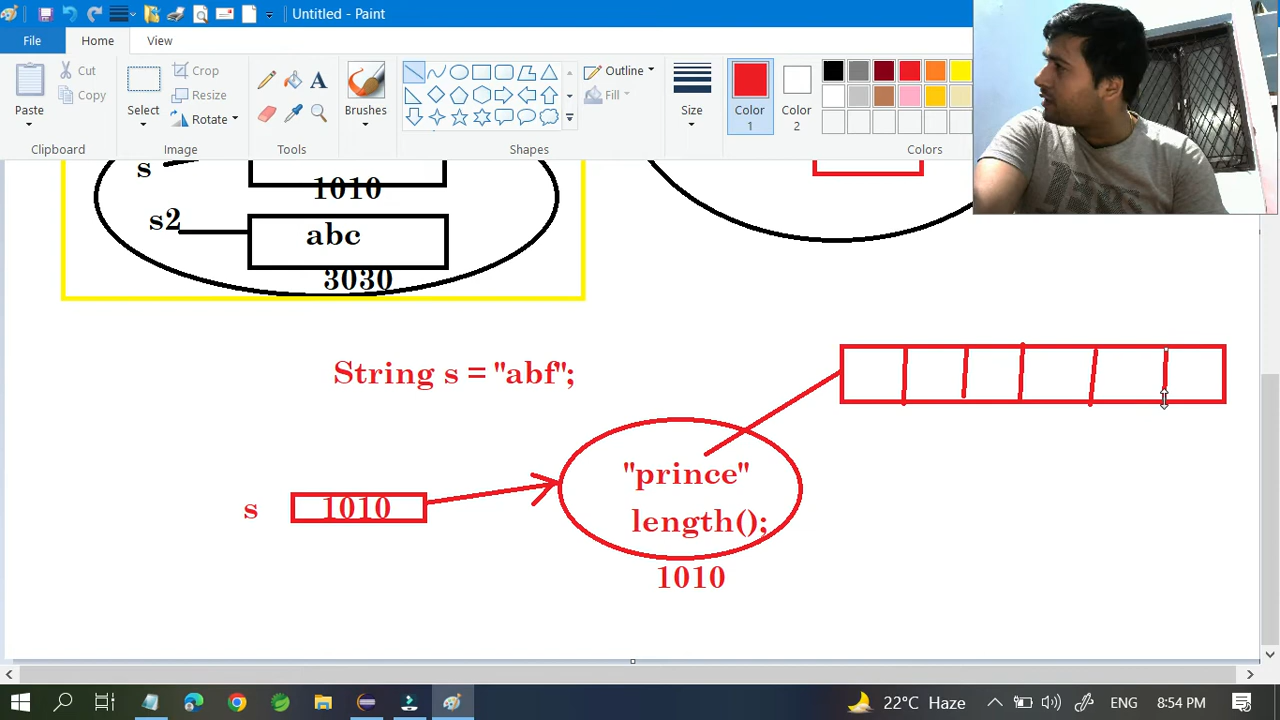 Untitled - Paint
File
Home
View
Paste
Cut
Copy
Clipboard
Select
Crop
Resize
Rotate
Image
Tools
Brushes
Shapes
Outline
Fill
Size
Color
1
Color
2
Colors
s
1010
s2
abc
3030
String s = "abf";
"prince"
length();
s
1010
1010
22°C Haze
ENG
8:54 PM